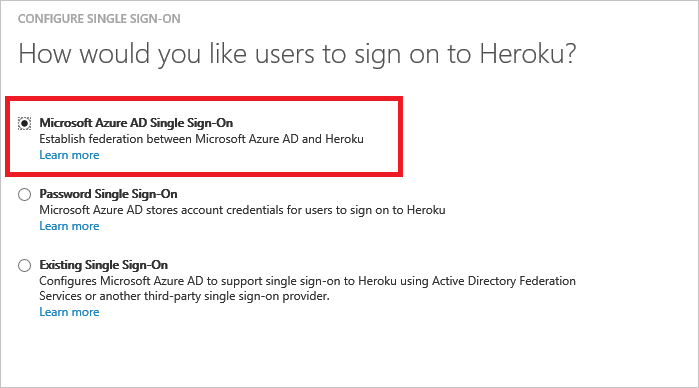 CONFIGURE SINGLE SIGN-ON
How would you like users to sign on to Heroku?
Microsoft Azure AD Single Sign-On
Establish federation between Microsoft Azure AD and Heroku
Learn more
Password Single Sign-On
Microsoft Azure AD stores account credentials for users to sign on to Heroku
Learn more
Existing Single Sign-On
Configures Microsoft Azure AD to support single sign-on to Heroku using Active Directory Federation
Services or another third-party single sign-on provider.
Learn more